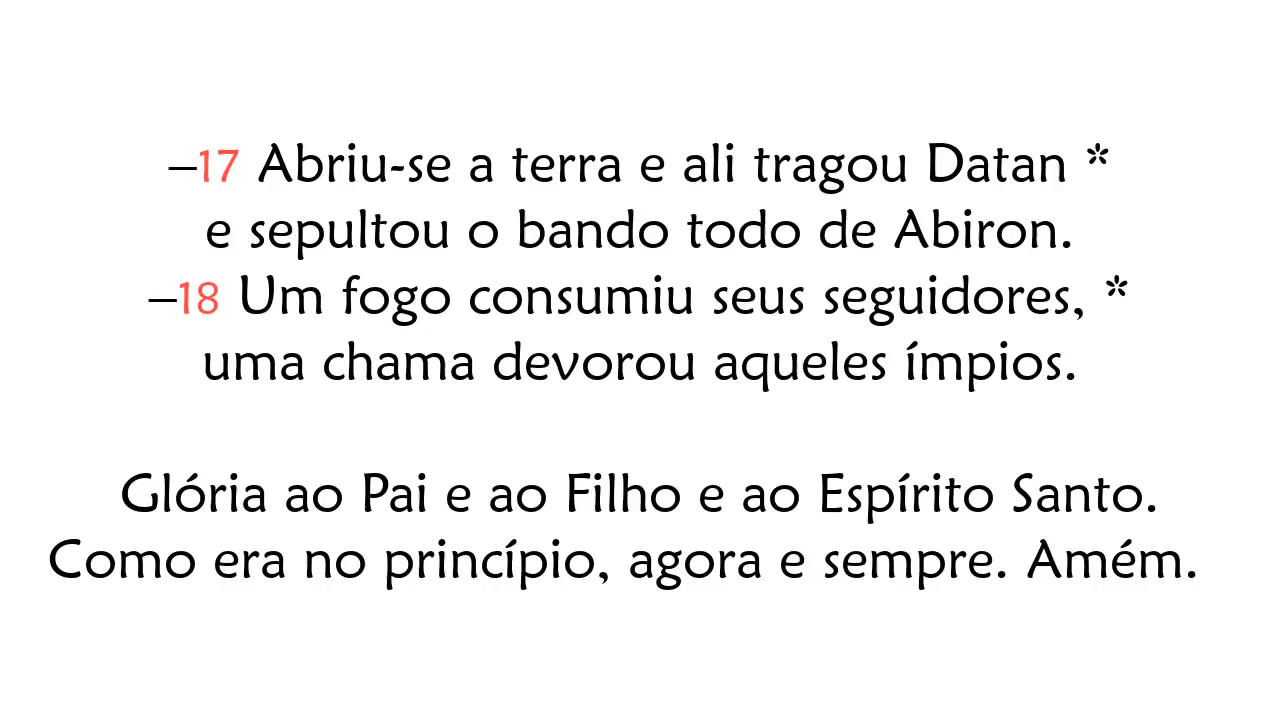 –17 Abriu-se a terra e ali tragou Datan *
e sepultou o bando todo de Abiron.
–18 Um fogo consumiu seus seguidores, *
uma chama devorou aqueles ímpios.
Glória ao Pai e ao Filho e ao Espírito Santo.
Como era no princípio, agora e sempre. Amém.